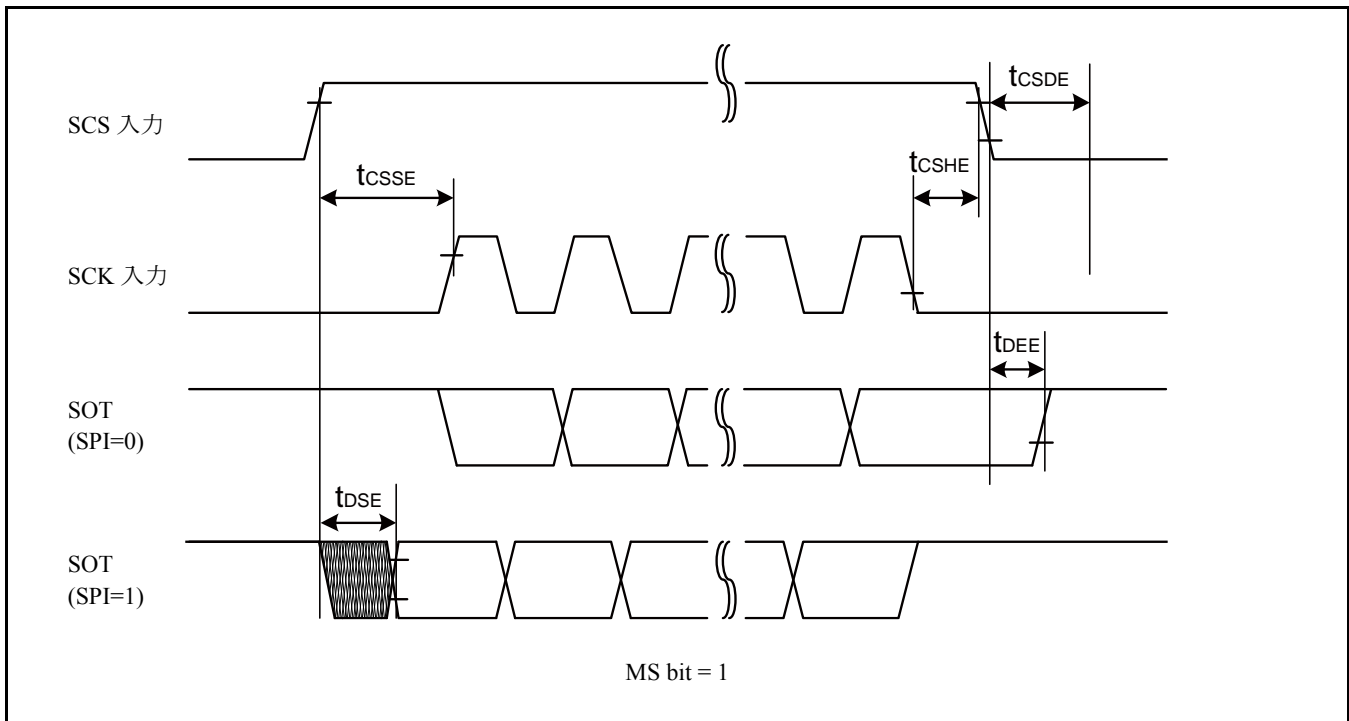 tCSDE
SCS 入力
tCSHE
tCSSE
SCK 入力
tDEE
SOT
(SPI=0)
tDSE
SOT
(SPI=1)
MS bit = 1